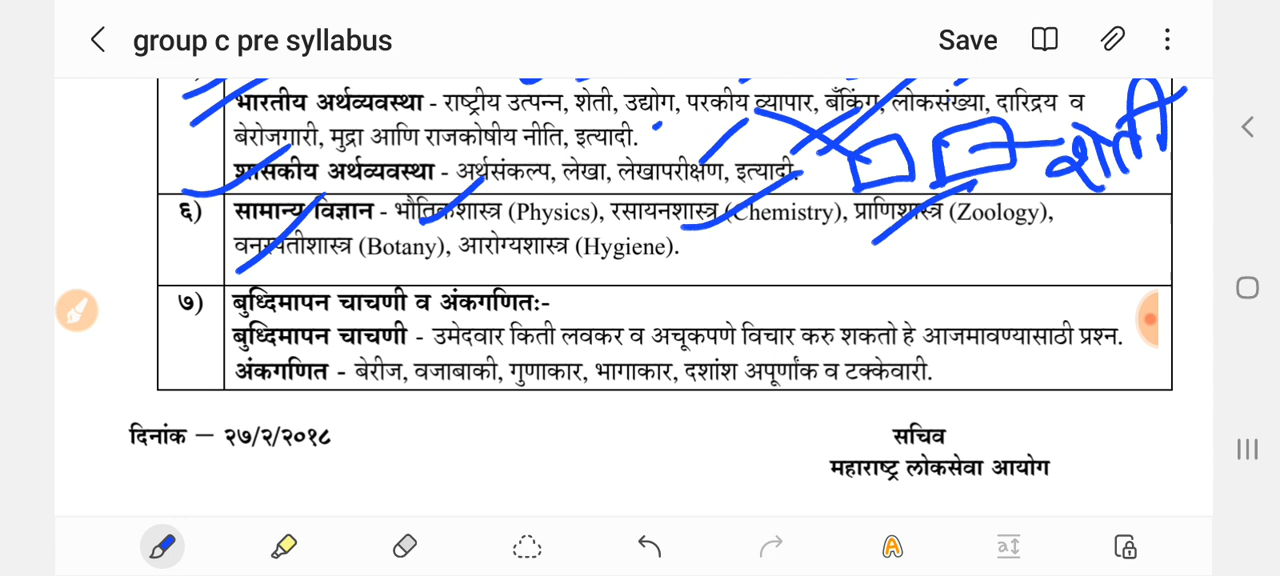 group c pre syllabus
Save
भारतीय अर्थव्यवस्था - राष्ट्रीय उत्पन्न, शेती, उद्योग, परकीय व्यापार, बँकिंग, लोकसंख्या, दारिद्रय व
बेरोजगारी, मुद्रा आणि राजकोषीय नीति, इत्यादी.
शासकीय अर्थव्यवस्था - अर्थसंकल्प, लेखा, लेखापरीक्षण, इत्यादी.
६) सामान्य विज्ञान - भौतिकशास्त्र (Physics), रसायनशास्त्र (Chemistry), प्राणिशास्त्र (Zoology),
वनस्पतीशास्त्र (Botany), आरोग्यशास्त्र (Hygiene).
७) बुध्दिमापन चाचणी व अंकगणितः-
बुध्दिमापन चाचणी - उमेदवार किती लवकर व अचूकपणे विचार करु शकतो हे आजमावण्यासाठी प्रश्न.
अंकगणित - बेरीज, वजाबाकी, गुणाकार, भागाकार, दशांश अपूर्णांक व टक्केवारी.
दिनांक – २७/२/२०१८
सचिव
महाराष्ट्र लोकसेवा आयोग